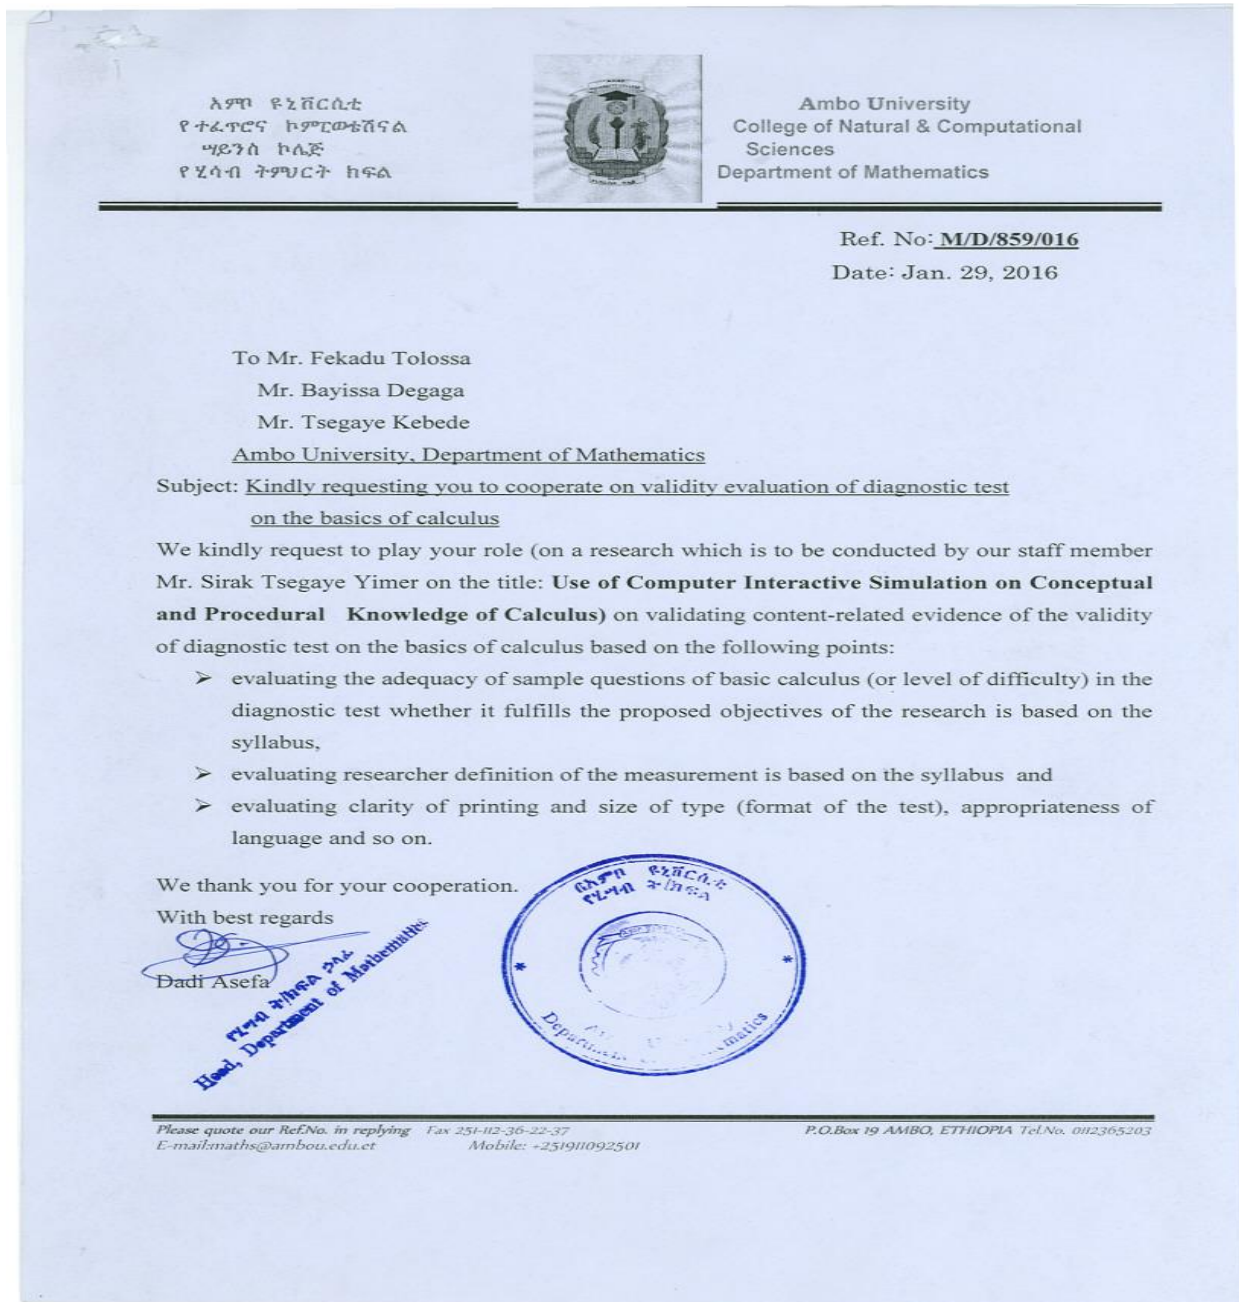 አምቦ ዩኒቨርሲቲ
የተፈጥሮና ኮምፒውቴሽናል
ሣይንስ ኮሌጅ
የሂሳብ ትምህርት ክፍል
Ambo University
College of Natural & Computational
Sciences
Department of Mathematics
Ref. No: M/D/859/016
Date: Jan. 29, 2016
To Mr. Fekadu Tolossa
Mr. Bayissa Degaga
Mr. Tsegaye Kebede
Ambo University, Department of Mathematics
Subject: Kindly requesting you to cooperate on validity evaluation of diagnostic test
on the basics of calculus
We kindly request to play your role (on a research which is to be conducted by our staff member
Mr. Sirak Tsegaye Yimer on the title: Use of Computer Interactive Simulation on Conceptual
and Procedural Knowledge of Calculus) on validating content-related evidence of the validity
of diagnostic test on the basics of calculus based on the following points:
➢ evaluating the adequacy of sample questions of basic calculus (or level of difficulty) in the
diagnostic test whether it fulfills the proposed objectives of the research is based on the
syllabus,
➢ evaluating researcher definition of the measurement is based on the syllabus and
➢ evaluating clarity of printing and size of type (format of the test), appropriateness of
language and so on.
We thank you for your cooperation.
With best regards
Dadi Asefa
የሂሣብ ት/ክፍል ኃላፊ
Head, Department of Mathematics
በአምቦ ዩኒቨርሲቲ
የሂሣብ ት/ክፍል
Department of Mathematics
Please quote our Ref.No. in replying Fax 251-112-36-22-37
P.O.Box 19 AMBO, ETHIOPIA Tel.No. 0112365203
E-mail:maths@ambou.edu.et Mobile: +251911092501